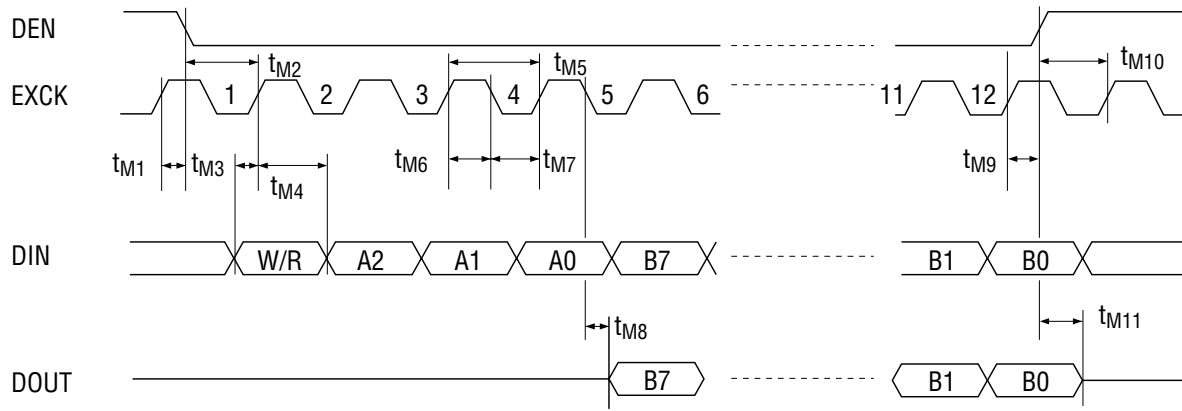 DEN
tM2 tM5 tM10
EXCK 1 2 3 4 5 6 11 12
tM1 tM3 tM4 tM6 tM7 tM9
DIN W/R A2 A1 A0 B7 B1 B0
tM8 tM11
DOUT B7 B1 B0